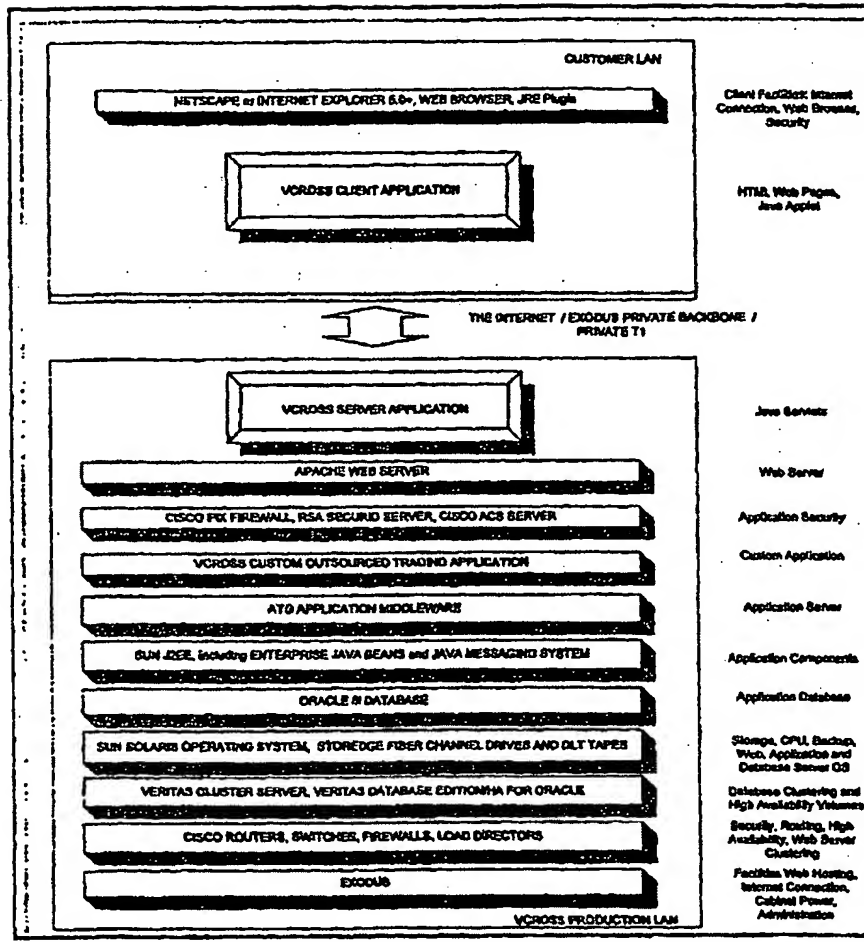 CUSTOMER LAN
NETSCAPE or INTERNET EXPLORER 5.0+, WEB BROWSER, JRE Plugin
Client Facilities: Internet
Connection, Web Browser,
Security
VCROSS CLIENT APPLICATION
HTML, Web Pages,
Java Applet
THE INTERNET / EXODUS PRIVATE BACKBONE /
PRIVATE T1
VCROSS SERVER APPLICATION
Java Servlets
APACHE WEB SERVER
Web Server
CISCO PIX FIREWALL, RSA SECURID SERVER, CISCO ACS SERVER
Application Security
VCROSS CUSTOM OUTSOURCED TRADING APPLICATION
Custom Application
ATG APPLICATION MIDDLEWARE
Application Server
SUN J2EE, including ENTERPRISE JAVA BEANS and JAVA MESSAGING SYSTEM
Application Components
ORACLE 8i DATABASE
Application Database
SUN SOLARIS OPERATING SYSTEM, STOREDGE FIBER CHANNEL DRIVES AND DLT TAPES
Storage, CPU, Backup,
Web, Application and
Database Server OS
VERITAS CLUSTER SERVER, VERITAS DATABASE EDITION/HA FOR ORACLE
Database Clustering and
High Availability Volumes
CISCO ROUTERS, SWITCHES, FIREWALLS, LOAD DIRECTORS
Security, Routing, High
Availability, Web Server
Clustering
EXODUS
Facilities Web Hosting,
Internet Connection,
Cabinet Power,
Administration
VCROSS PRODUCTION LAN